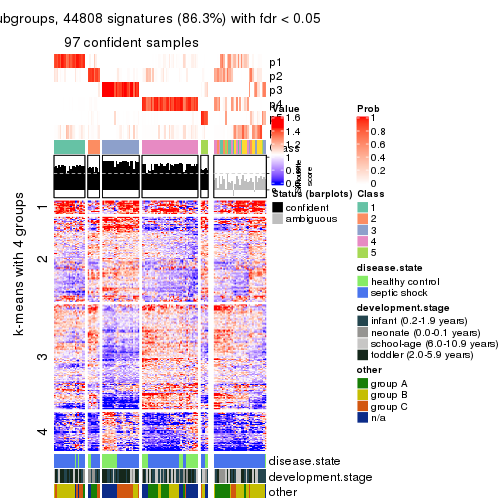 subgroups, 44808 signatures (86.3%) with fdr < 0.05
97 confident samples
p1
p2
p3
p4
Value
1.6
1.4
1.2
1
Prob
1
0.8
0.6
0.4
0.2
0
Status (barplots)
confident
ambiguous
Class
1
2
3
4
5
disease.state
healthy control
septic shock
development.stage
infant (0.2-1.9 years)
neonate (0.0-0.1 years)
school-age (6.0-10.9 years)
toddler (2.0-5.9 years)
other
group A
group B
group C
n/a
k-means with 4 groups
1
2
3
4
disease.state
development.stage
other